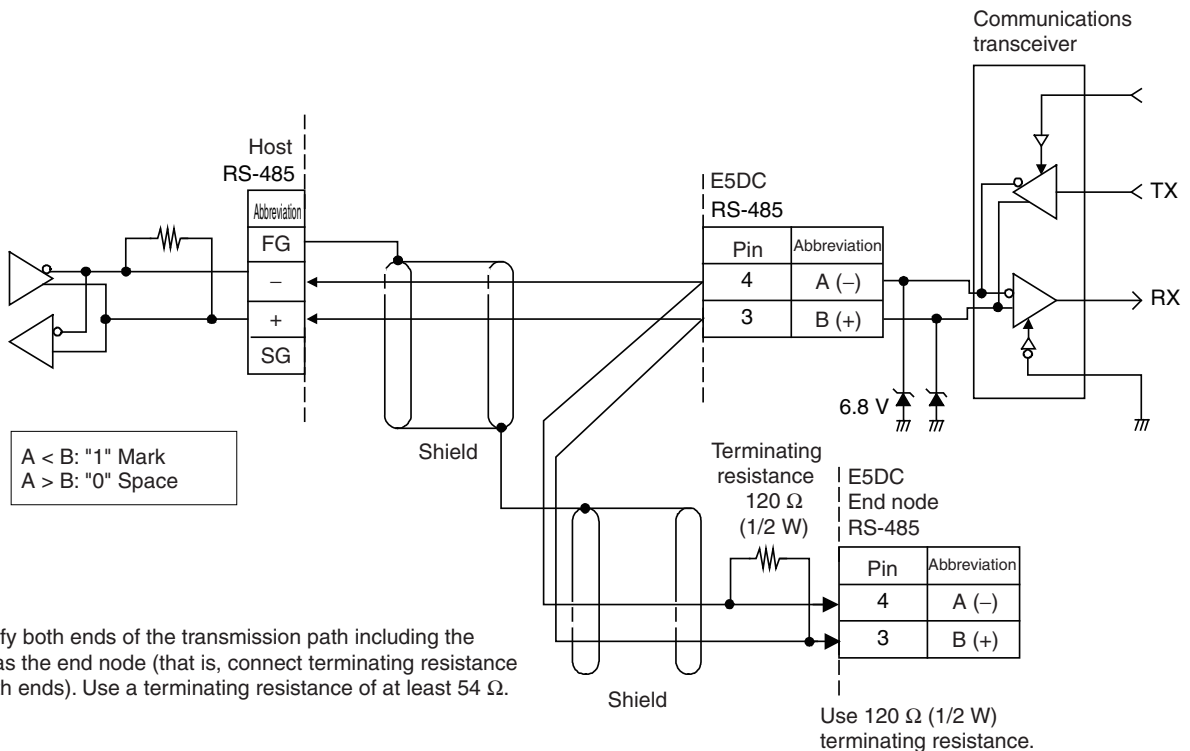 Communications
transceiver
Host
RS-485
Abbreviation
FG
−
+
SG
E5DC
RS-485
Pin Abbreviation
4 A (−)
3 B (+)
TX
RX
6.8 V
Shield
A < B: "1" Mark
A > B: "0" Space
Terminating
resistance
120 Ω
(1/2 W)
E5DC
End node
RS-485
Pin Abbreviation
4 A (−)
3 B (+)
Shield
fy both ends of the transmission path including the
as the end node (that is, connect terminating resistance
h ends). Use a terminating resistance of at least 54 Ω.
Use 120 Ω (1/2 W)
terminating resistance.